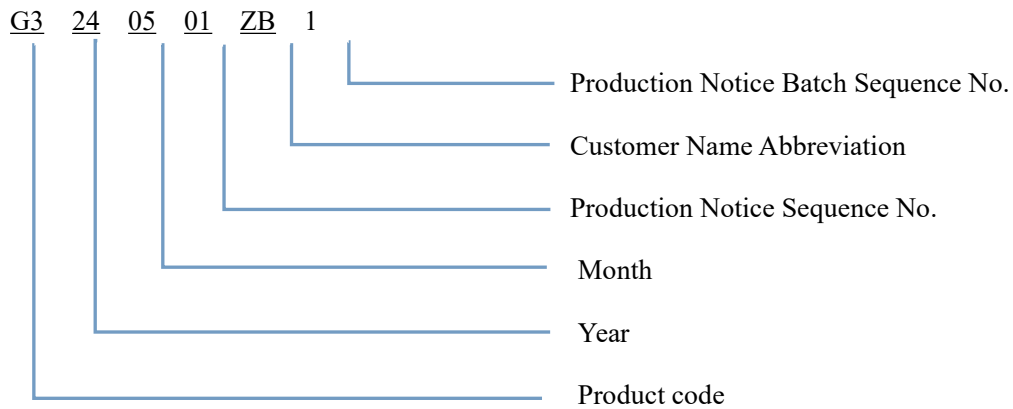 G3 24 05 01 ZB 1
Production Notice Batch Sequence No.
Customer Name Abbreviation
Production Notice Sequence No.
Month
Year
Product code